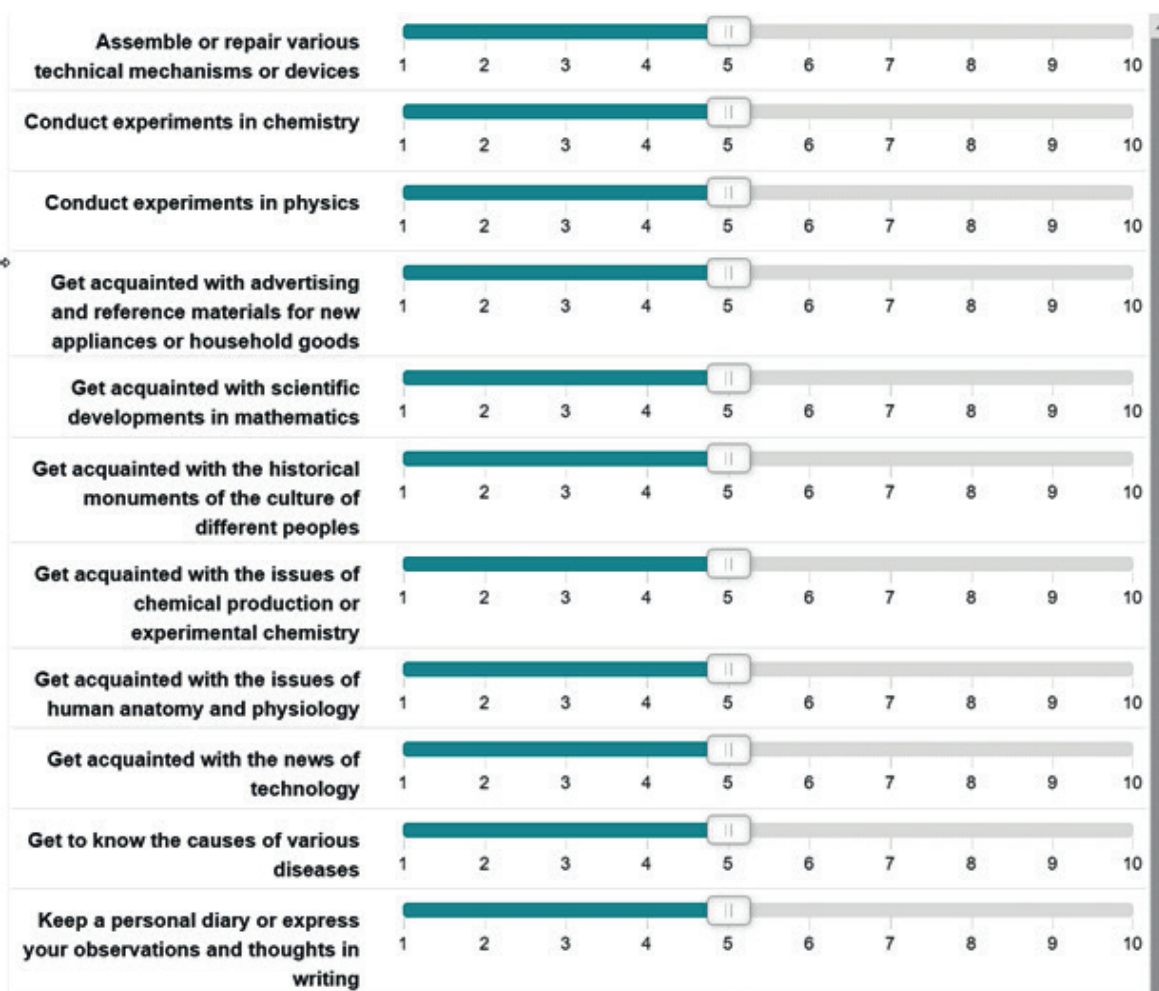 Assemble or repair various
technical mechanisms or devices
1 2 3 4 5 6 7 8 9 10
Conduct experiments in chemistry
1 2 3 4 5 6 7 8 9 10
Conduct experiments in physics
1 2 3 4 5 6 7 8 9 10
Get acquainted with advertising
and reference materials for new
appliances or household goods
1 2 3 4 5 6 7 8 9 10
Get acquainted with scientific
developments in mathematics
1 2 3 4 5 6 7 8 9 10
Get acquainted with the historical
monuments of the culture of
different peoples
1 2 3 4 5 6 7 8 9 10
Get acquainted with the issues of
chemical production or
experimental chemistry
1 2 3 4 5 6 7 8 9 10
Get acquainted with the issues of
human anatomy and physiology
1 2 3 4 5 6 7 8 9 10
Get acquainted with the news of
technology
1 2 3 4 5 6 7 8 9 10
Get to know the causes of various
diseases
1 2 3 4 5 6 7 8 9 10
Keep a personal diary or express
your observations and thoughts in
writing
1 2 3 4 5 6 7 8 9 10